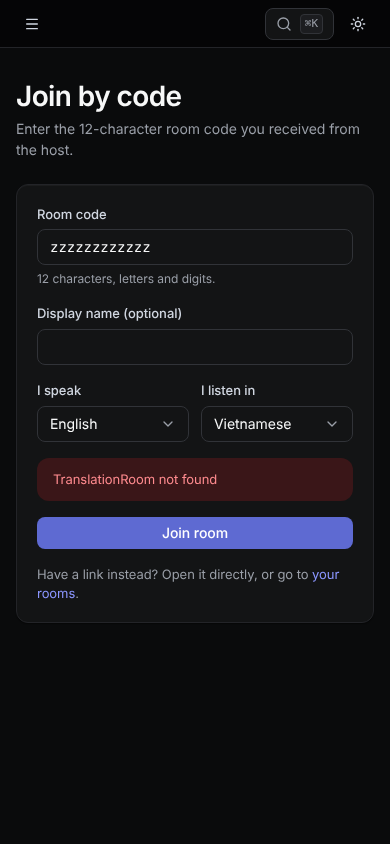 ⌘K
Join by code
Enter the 12-character room code you received from
the host.
Room code
zzzzzzzzzzzz
12 characters, letters and digits.
Display name (optional)
I speak
I listen in
English
Vietnamese
TranslationRoom not found
Join room
Have a link instead? Open it directly, or go to your
rooms.